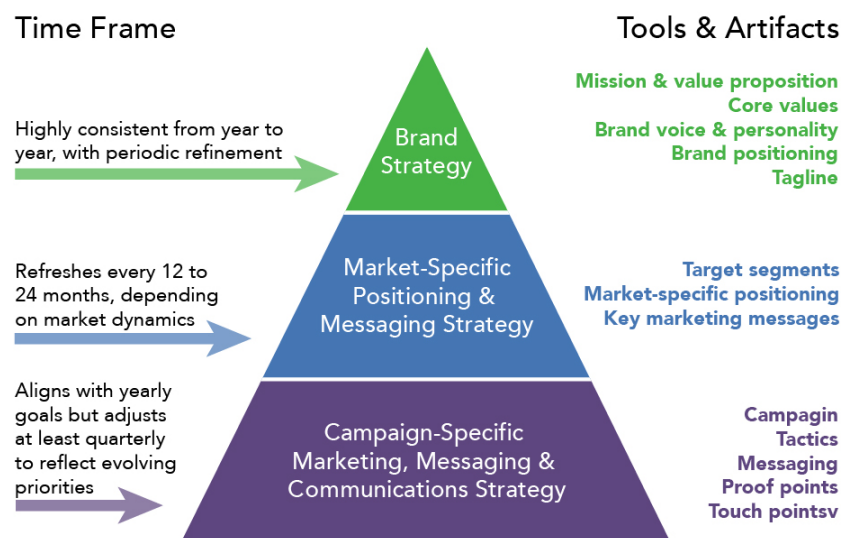 Time Frame
Tools & Artifacts
Highly consistent from year to
year, with periodic refinement
Brand
Strategy
Mission & value proposition
Core values
Brand voice & personality
Brand positioning
Tagline
Refreshes every 12 to
24 months, depending
on market dynamics
Market-Specific
Positioning &
Messaging Strategy
Target segments
Market-specific positioning
Key marketing messages
Aligns with yearly
goals but adjusts
at least quarterly
to reflect evolving
priorities
Campaign-Specific
Marketing, Messaging &
Communications Strategy
Campagin
Tactics
Messaging
Proof points
Touch pointsv